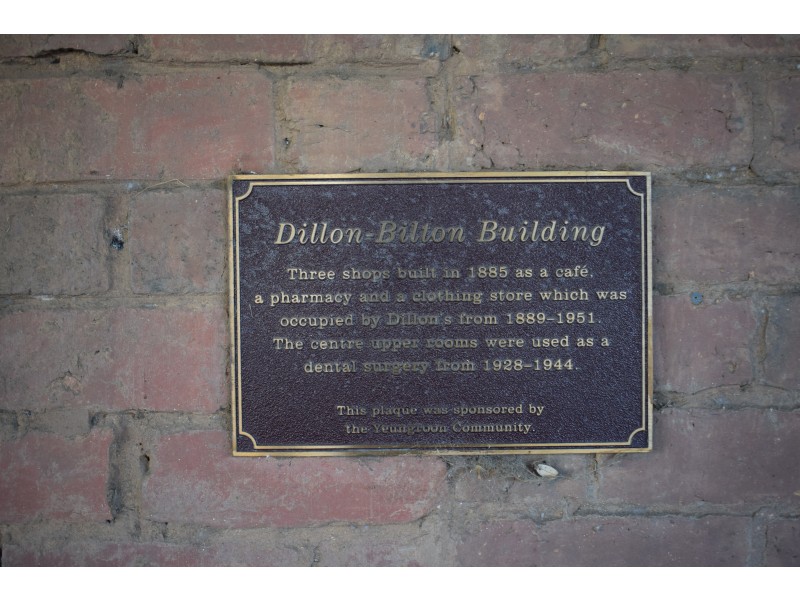 Dillon-Bilton Building
Three shops built in 1885 as a café,
a pharmacy and a clothing store which was
occupied by Dillon's from 1889–1951.
The centre upper rooms were used as a
dental surgery from 1928–1944.
This plaque was sponsored by
the Yeungroon Community.